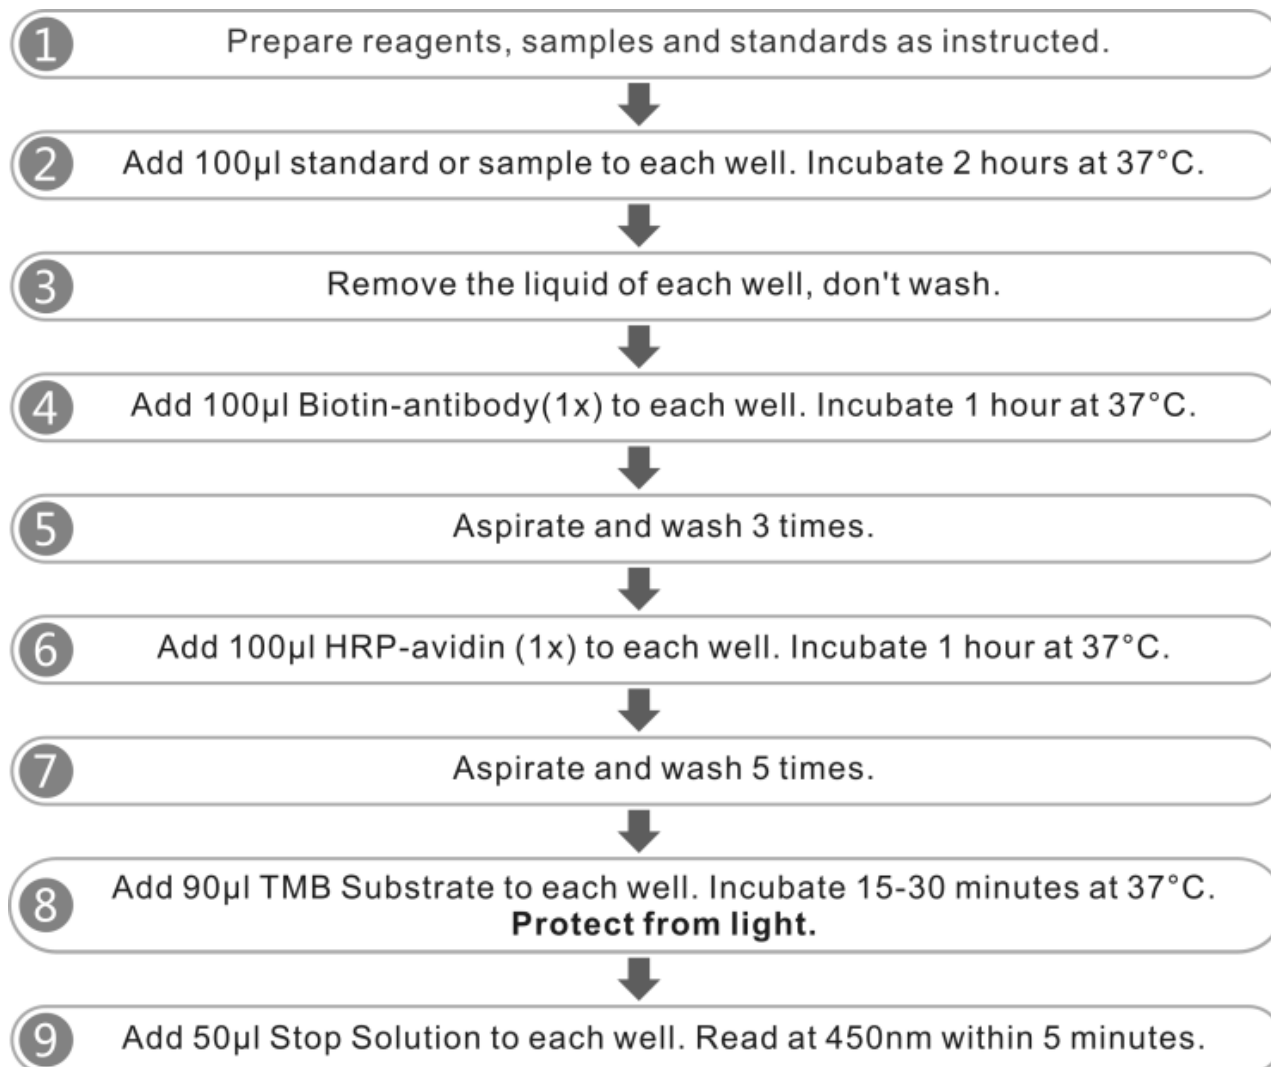 1 Prepare reagents, samples and standards as instructed.
2 Add 100µl standard or sample to each well. Incubate 2 hours at 37°C.
3 Remove the liquid of each well, don't wash.
4 Add 100µl Biotin-antibody(1x) to each well. Incubate 1 hour at 37°C.
5 Aspirate and wash 3 times.
6 Add 100µl HRP-avidin (1x) to each well. Incubate 1 hour at 37°C.
7 Aspirate and wash 5 times.
8 Add 90µl TMB Substrate to each well. Incubate 15-30 minutes at 37°C.
Protect from light.
9 Add 50µl Stop Solution to each well. Read at 450nm within 5 minutes.